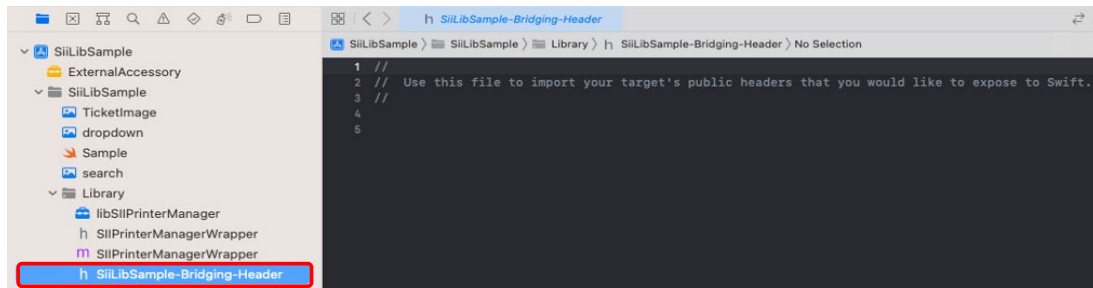 SiiLibSample
ExternalAccessory
SiiLibSample
TicketImage
dropdown
Sample
search
Library
libSIIPrinterManager
h SIIPrinterManagerWrapper
m SIIPrinterManagerWrapper
h SiiLibSample-Bridging-Header
h SiiLibSample-Bridging-Header
SiiLibSample 〉 SiiLibSample 〉 Library 〉 h SiiLibSample-Bridging-Header 〉 No Selection
1 //
2 // Use this file to import your target's public headers that you would like to expose to Swift.
3 //
4
5